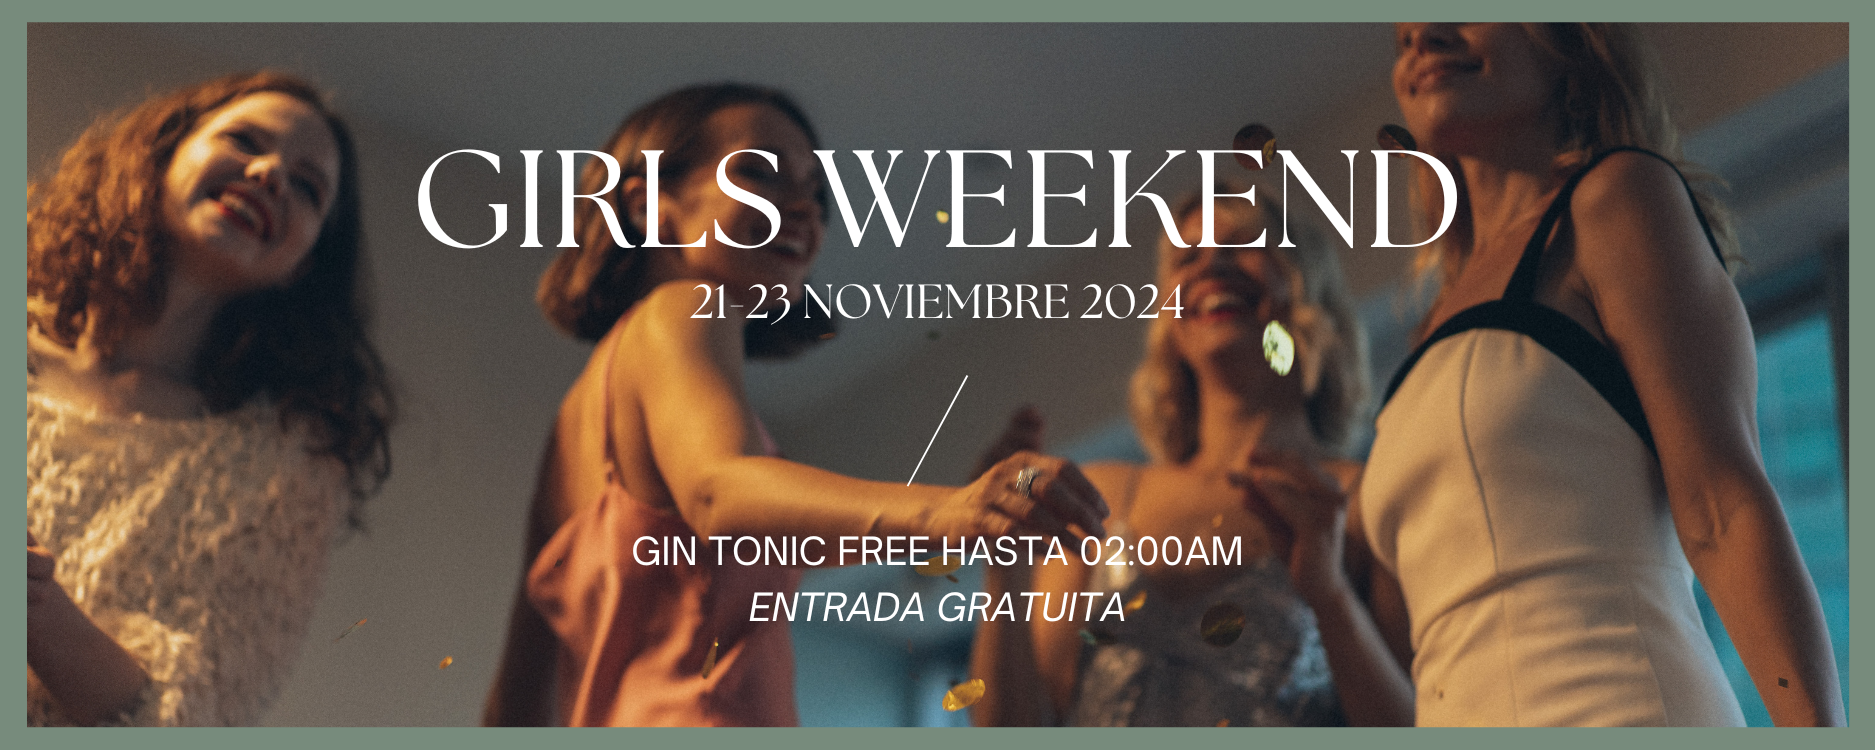 GIRLS WEEKEND
21-23 NOVIEMBRE 2024
GIN TONIC FREE HASTA 02:00AM
ENTRADA GRATUITA